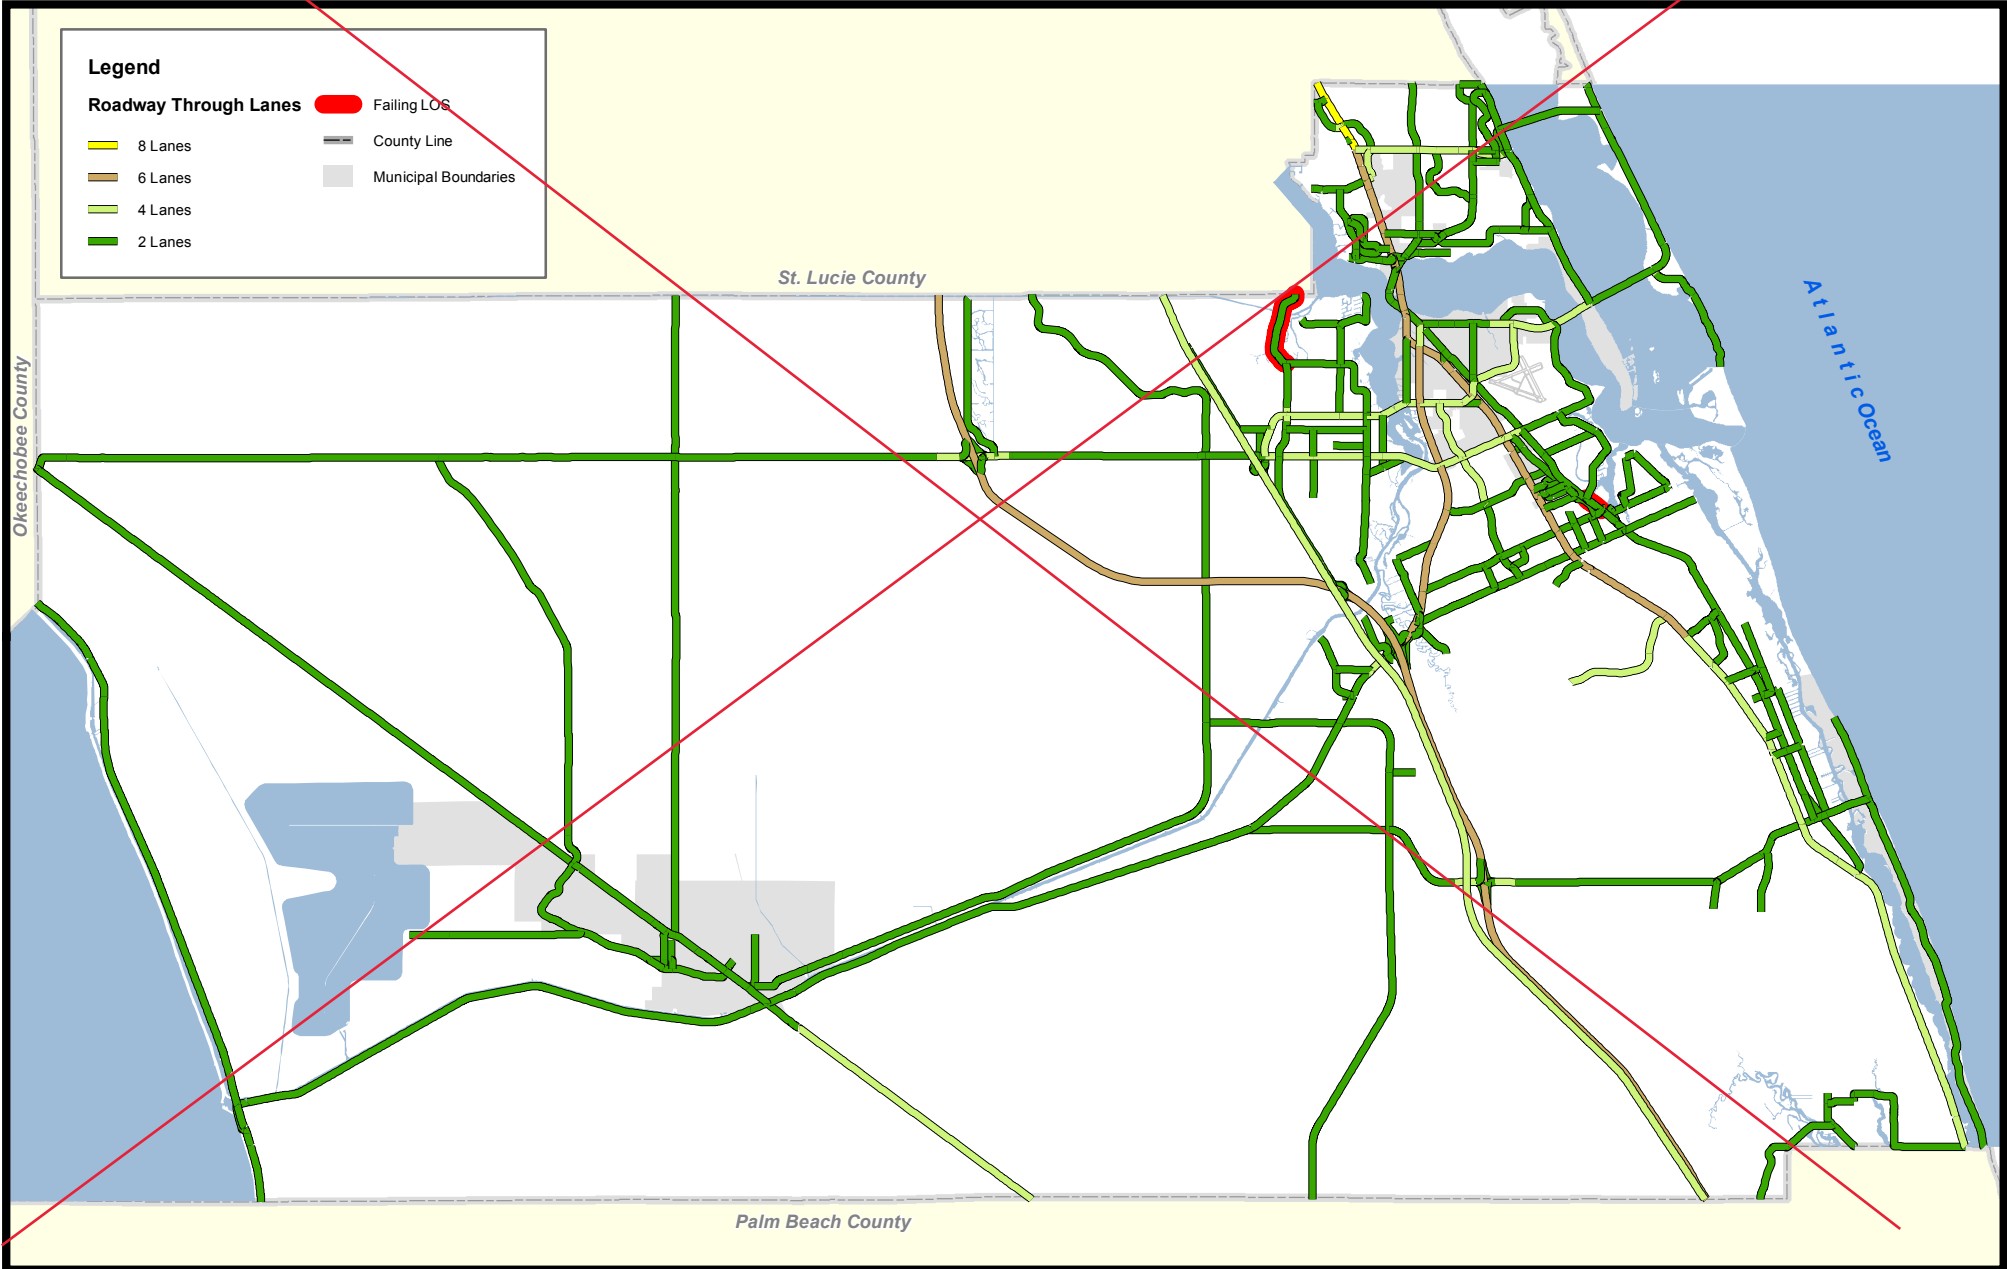 Legend
Roadway Through Lanes
8 Lanes
6 Lanes
4 Lanes
2 Lanes
Failing LOS
County Line
Municipal Boundaries
St. Lucie County
Okeechobee County
Atlantic Ocean
Palm Beach County